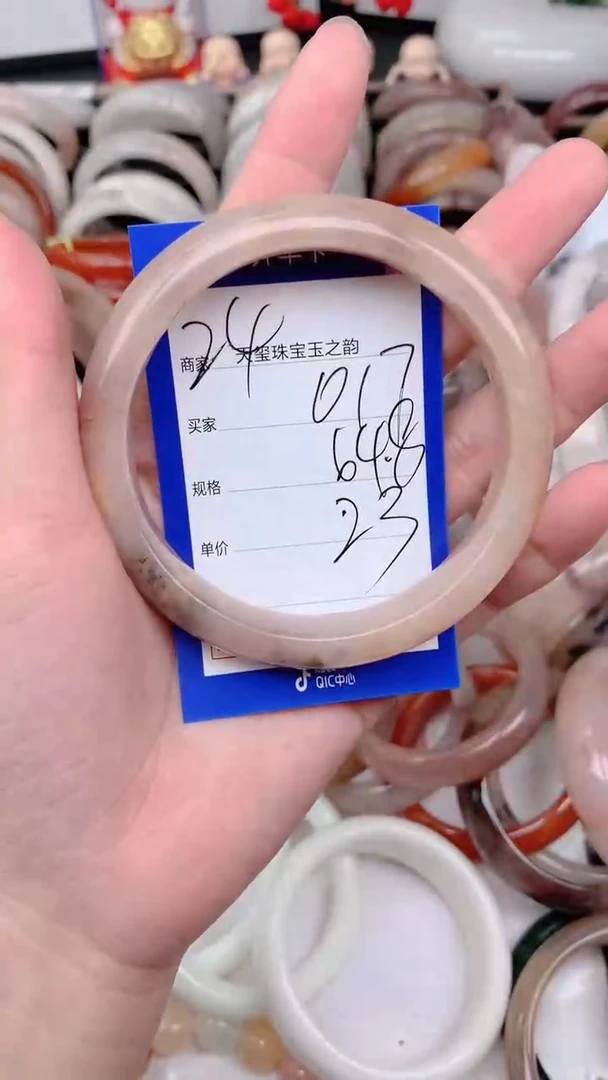 24
商家 天玺珠宝玉之韵
买家 017
规格 64.8
单价 .23
QIC中心